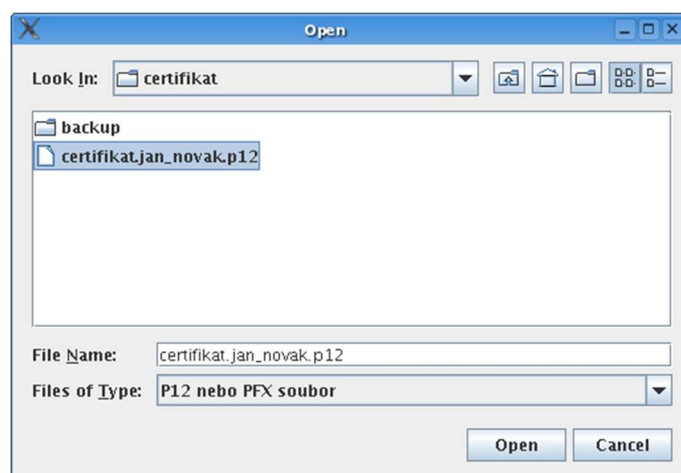 Open
Look In: certifikat
backup
certifikat.jan_novak.p12
File Name: certifikat.jan_novak.p12
Files of Type: P12 nebo PFX soubor
Open Cancel